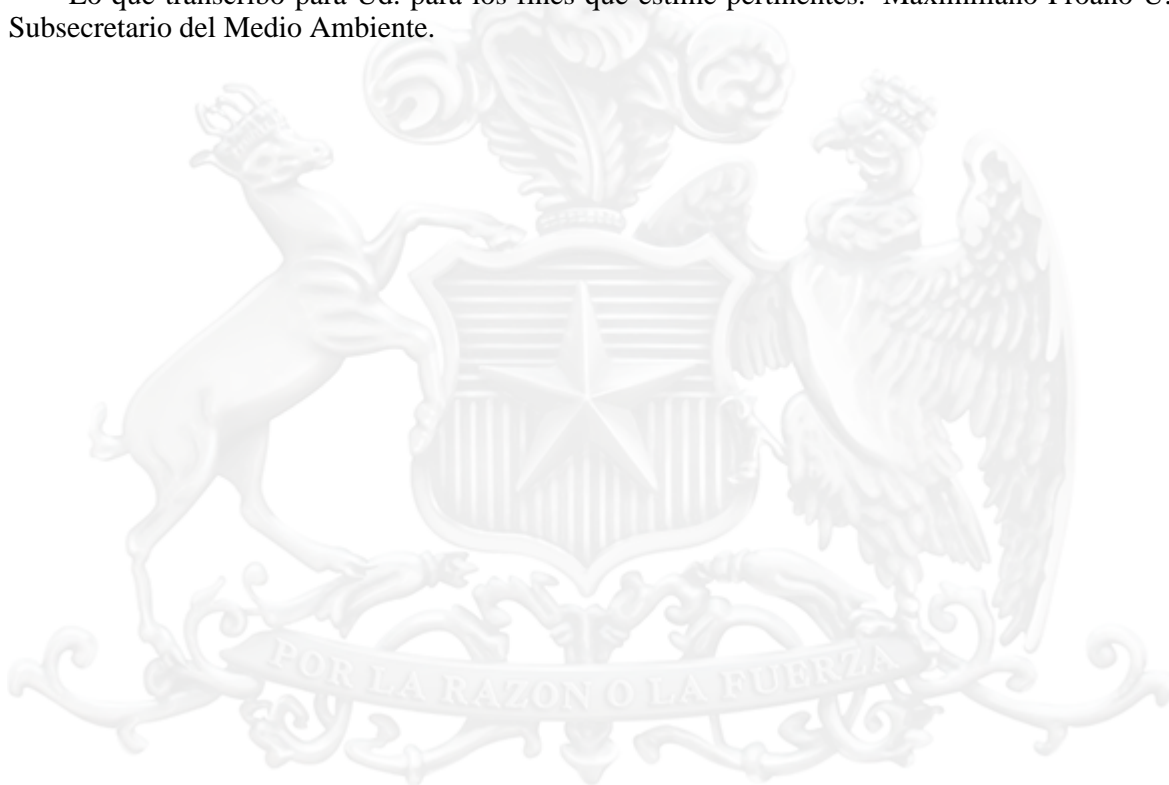 Lo que transcribo para Ud. para los fines que estime pertinentes.- Maximiliano Proaño U.,
Subsecretario del Medio Ambiente.
POR LA RAZON O LA FUERZA